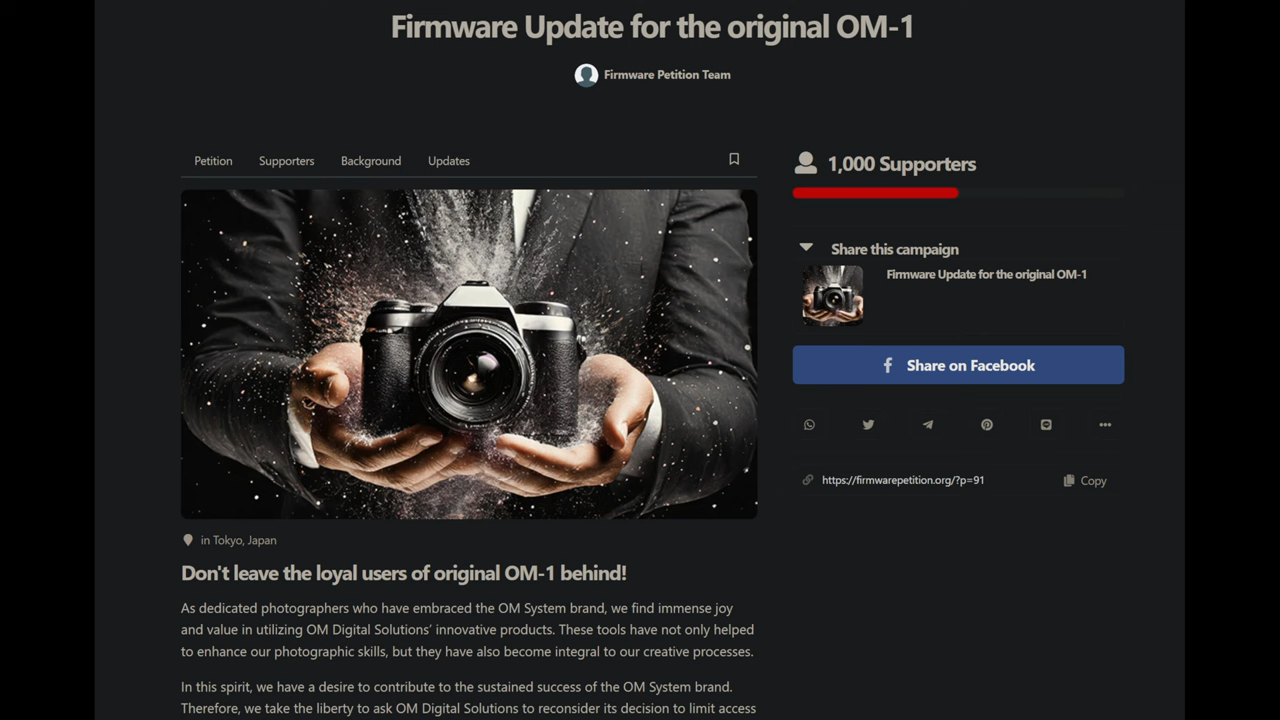 Firmware Update for the original OM-1
Firmware Petition Team
Petition
Supporters
Background
Updates
1,000 Supporters
Share this campaign
Firmware Update for the original OM-1
Share on Facebook
https://firmwarepetition.org/?p=91
Copy
in Tokyo, Japan
Don't leave the loyal users of original OM-1 behind!
As dedicated photographers who have embraced the OM System brand, we find immense joy
and value in utilizing OM Digital Solutions’ innovative products. These tools have not only helped
to enhance our photographic skills, but they have also become integral to our creative processes.
In this spirit, we have a desire to contribute to the sustained success of the OM System brand.
Therefore, we take the liberty to ask OM Digital Solutions to reconsider its decision to limit access